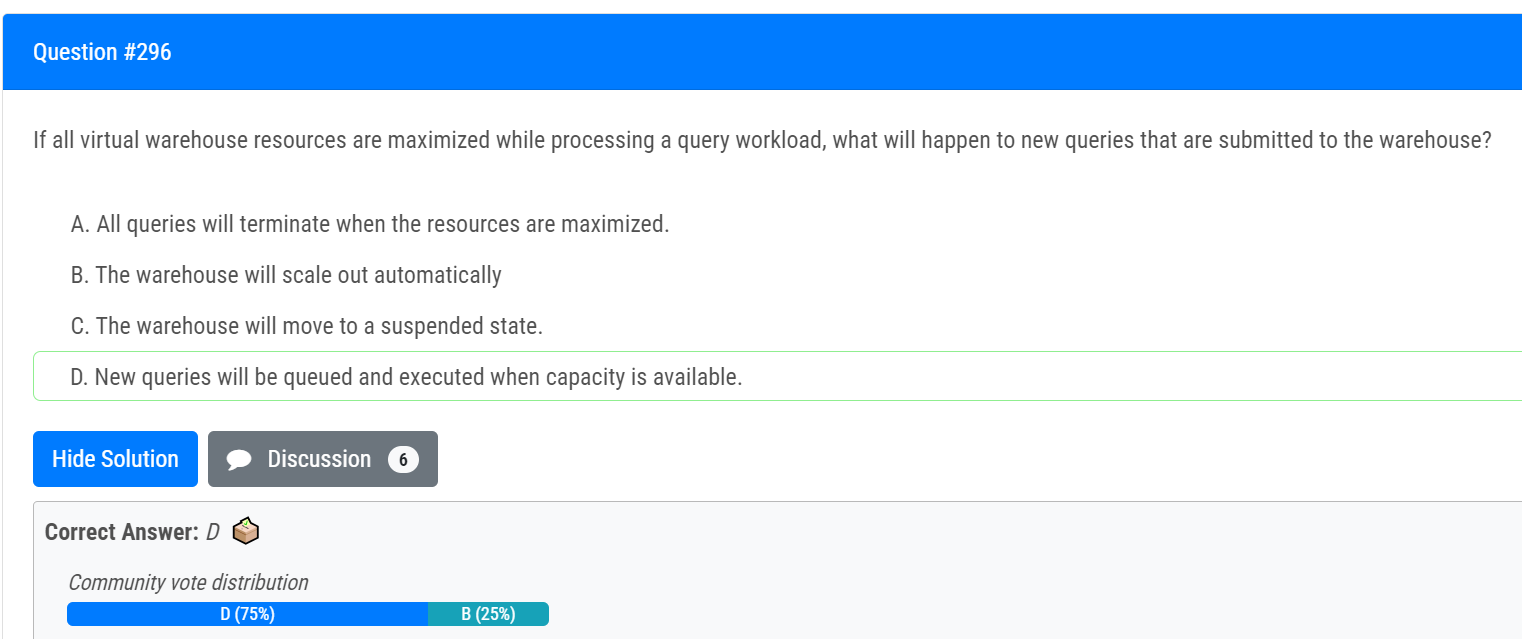 Question #296
If all virtual warehouse resources are maximized while processing a query workload, what will happen to new queries that are submitted to the warehouse?
A. All queries will terminate when the resources are maximized.
B. The warehouse will scale out automatically
C. The warehouse will move to a suspended state.
D. New queries will be queued and executed when capacity is available.
Hide Solution
Discussion 6
Correct Answer: D
Community vote distribution
D (75%) B (25%)